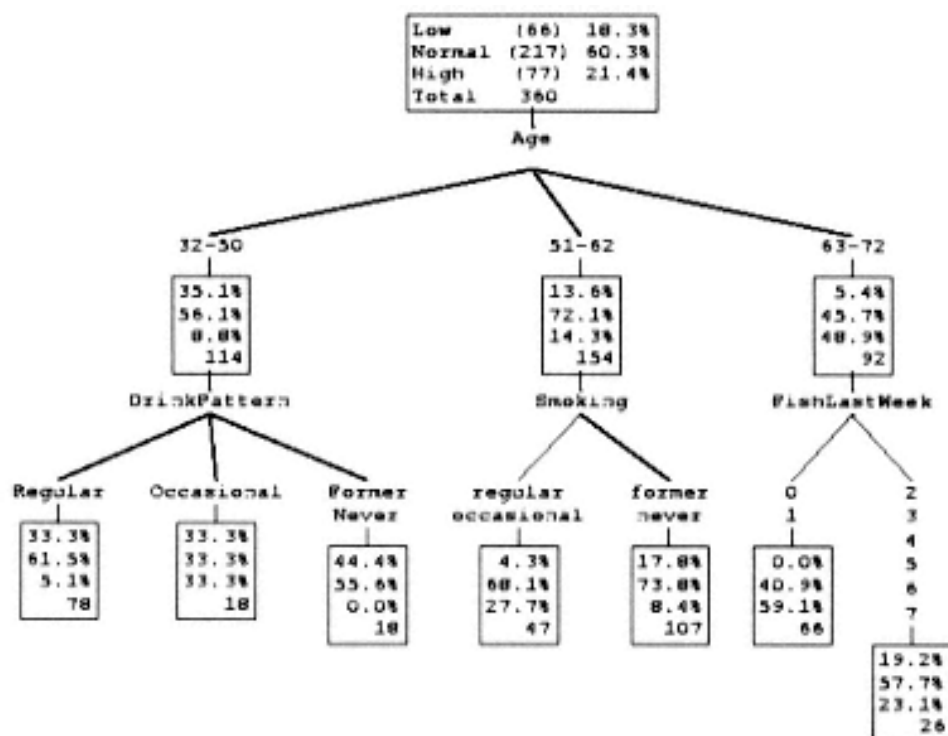 Low (66) 18.3%
Normal (217) 60.3%
High (77) 21.4%
Total 360
Age
32-50 51-62 63-72
35.1% 13.6% 5.4%
56.1% 72.1% 45.7%
8.8% 14.3% 48.9%
114 154 92
DrinkPattern Smoking FishLastWeek
Regular Occasional Former regular former 0 2
Never occasional never 1 3
4
5
6
7
33.3% 33.3% 44.4% 4.3% 17.8% 0.0%
61.5% 33.3% 55.6% 68.1% 73.8% 40.9%
5.1% 33.3% 0.0% 27.7% 8.4% 59.1%
78 18 18 47 107 66
19.2%
57.7%
23.1%
26